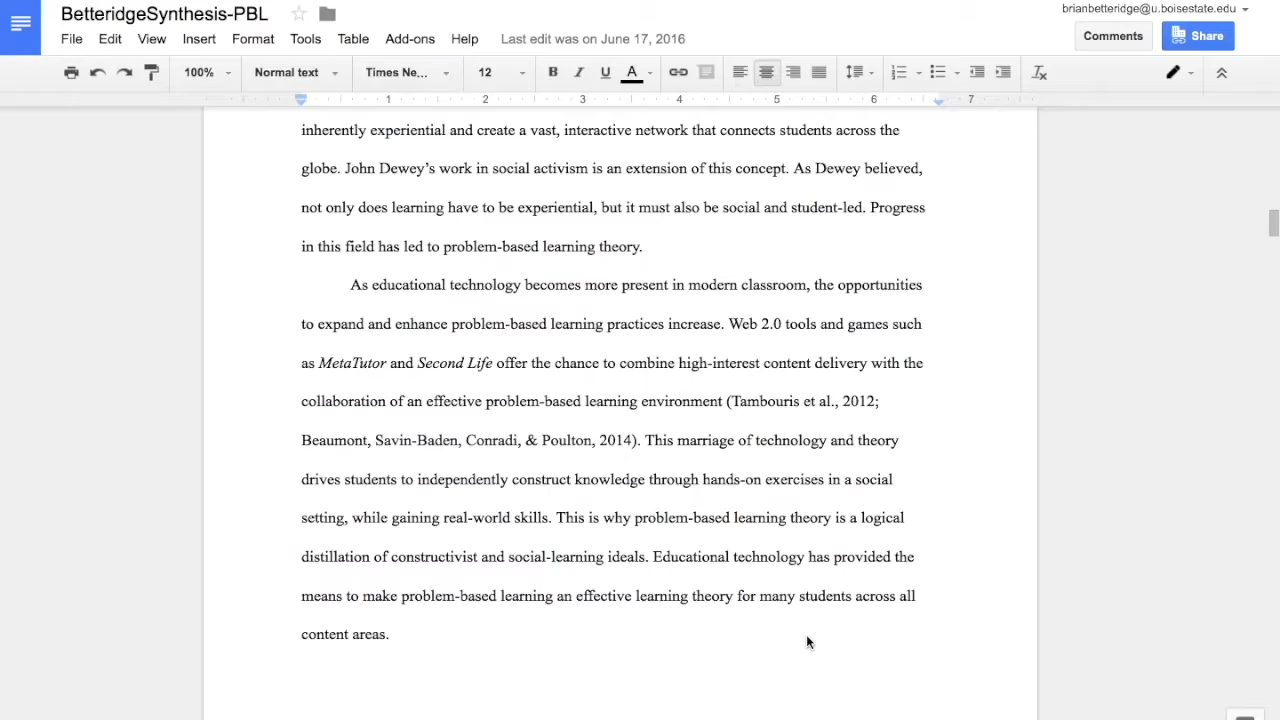 BetteridgeSynthesis-PBL
brianbetteridge@u.boisestate.edu
File Edit View Insert Format Tools Table Add-ons Help Last edit was on June 17, 2016
Comments Share
100% Normal text Times Ne... 12 B I U A
1 2 3 4 5 6 7
inherently experiential and create a vast, interactive network that connects students across the
globe. John Dewey’s work in social activism is an extension of this concept. As Dewey believed,
not only does learning have to be experiential, but it must also be social and student-led. Progress
in this field has led to problem-based learning theory.
As educational technology becomes more present in modern classroom, the opportunities
to expand and enhance problem-based learning practices increase. Web 2.0 tools and games such
as MetaTutor and Second Life offer the chance to combine high-interest content delivery with the
collaboration of an effective problem-based learning environment (Tambouris et al., 2012;
Beaumont, Savin-Baden, Conradi, & Poulton, 2014). This marriage of technology and theory
drives students to independently construct knowledge through hands-on exercises in a social
setting, while gaining real-world skills. This is why problem-based learning theory is a logical
distillation of constructivist and social-learning ideals. Educational technology has provided the
means to make problem-based learning an effective learning theory for many students across all
content areas.